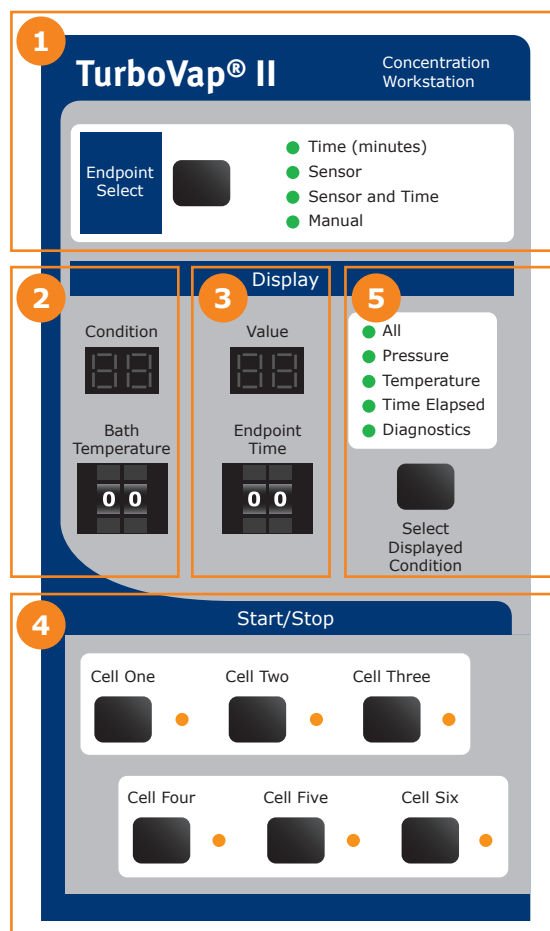 1
TurboVap® II
Concentration
Workstation
Endpoint
Select
Time (minutes)
Sensor
Sensor and Time
Manual
Display
2
Condition
Bath
Temperature
0 0
3
Value
Endpoint
Time
0 0
5
All
Pressure
Temperature
Time Elapsed
Diagnostics
Select
Displayed
Condition
4
Start/Stop
Cell One
Cell Two
Cell Three
Cell Four
Cell Five
Cell Six